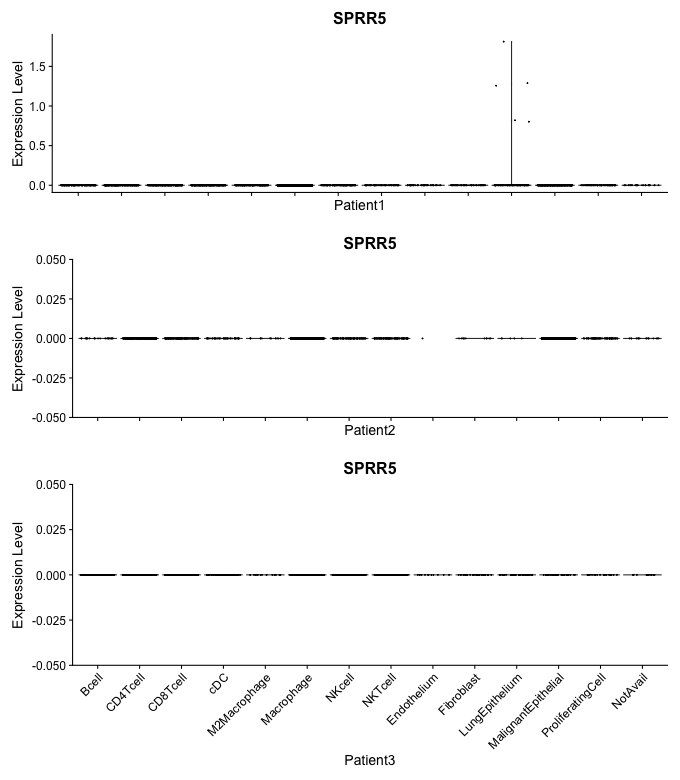 SPRR5
Expression Level
1.5
1.0
0.5
0.0
Patient1
SPRR5
Expression Level
0.050
0.025
0.000
-0.025
-0.050
Patient2
SPRR5
Expression Level
0.050
0.025
0.000
-0.025
-0.050
Bcell
CD4Tcell
CD8Tcell
cDC
M2Macrophage
Macrophage
NKcell
NKTcell
Endothelium
Fibroblast
LungEpithelium
MalignantEpithelial
ProliferatingCell
NotAvail
Patient3